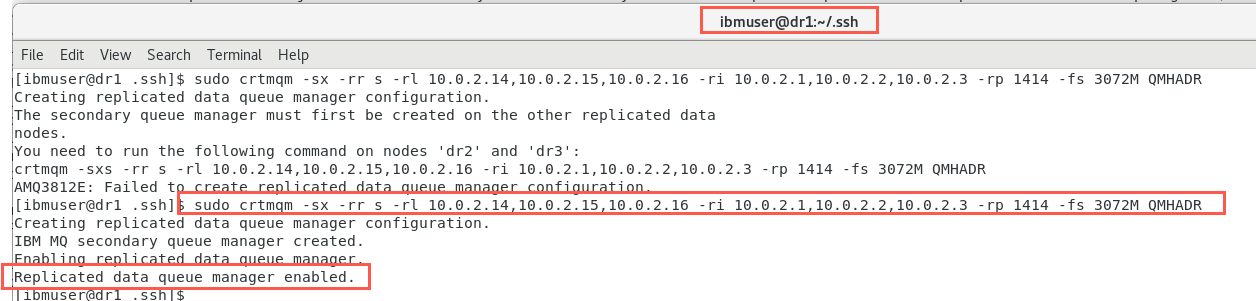 ibmuser@dr1:~/.ssh
File Edit View Search Terminal Help
[ibmuser@dr1 .ssh]$ sudo crtmqm -sx -rr s -rl 10.0.2.14,10.0.2.15,10.0.2.16 -ri 10.0.2.1,10.0.2.2,10.0.2.3 -rp 1414 -fs 3072M QMHADR
Creating replicated data queue manager configuration.
The secondary queue manager must first be created on the other replicated data
nodes.
You need to run the following command on nodes 'dr2' and 'dr3':
crtmqm -sxs -rr s -rl 10.0.2.14,10.0.2.15,10.0.2.16 -ri 10.0.2.1,10.0.2.2,10.0.2.3 -rp 1414 -fs 3072M QMHADR
AMQ3812E: Failed to create replicated data queue manager configuration.
[ibmuser@dr1 .ssh]$ sudo crtmqm -sx -rr s -rl 10.0.2.14,10.0.2.15,10.0.2.16 -ri 10.0.2.1,10.0.2.2,10.0.2.3 -rp 1414 -fs 3072M QMHADR
Creating replicated data queue manager configuration.
IBM MQ secondary queue manager created.
Enabling replicated data queue manager.
Replicated data queue manager enabled.
[ibmuser@dr1 .ssh]$